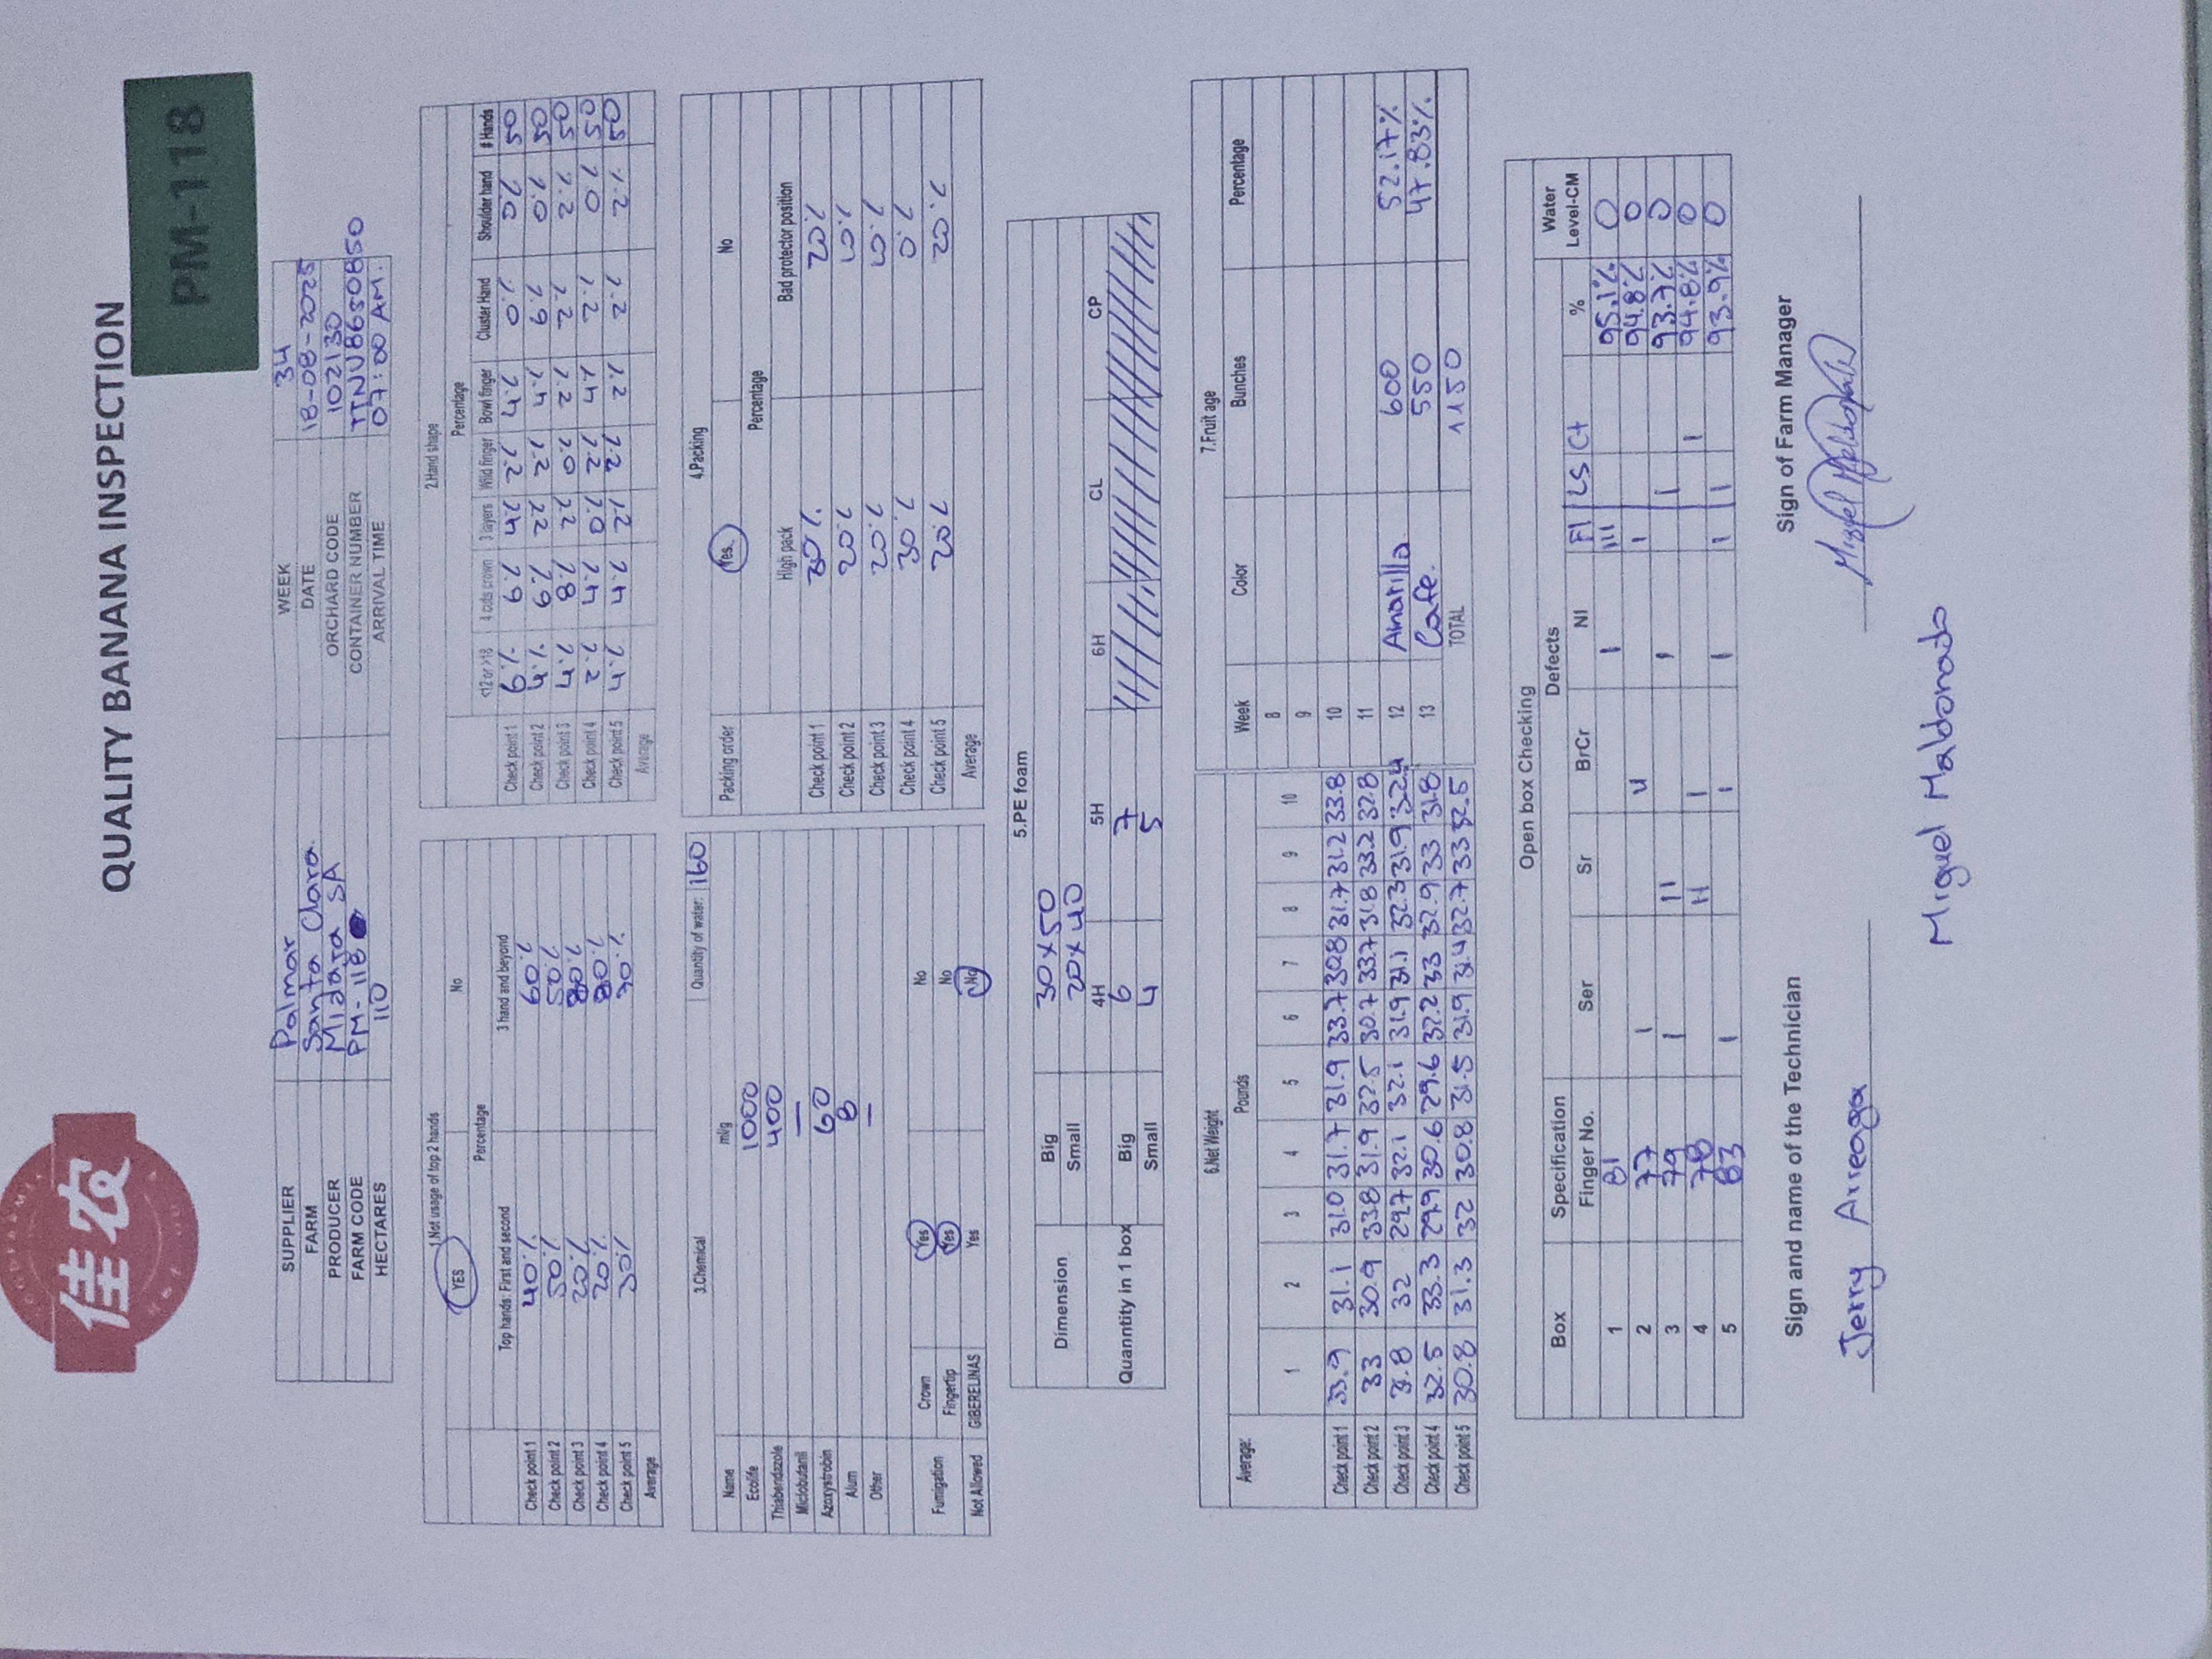 佳农
QUALITY BANANA INSPECTION
PM-118
SUPPLIER Palmar WEEK 34
FARM Santa Clara. DATE 18-08-2025
PRODUCER Midasa SA ORCHARD CODE 102130
FARM CODE PM-118 CONTAINER NUMBER TTNU8650850
HECTARES 110 ARRIVAL TIME 07:00 AM.
1.Not usage of top 2 hands
YES No
Percentage
Top hands: First and second 3 hand and beyond
Check point 1 40% 60%
Check point 2 50% 50%
Check point 3 20% 80%
Check point 4 20% 80%
Check point 5 30% 70%
Average
2.Hand shape
Percentage
<12 or >18 4 cuts crown 3 layers Wild finger Bowl finger Cluster Hand Shoulder hand # Hands
Check point 1 6% 6% 4% 2% 4% 0% 0% 50
Check point 2 4% 6% 2% 2% 4% 6% 0% 50
Check point 3 4% 8% 2% 0% 2% 2% 2% 50
Check point 4 2% 4% 0% 2% 4% 2% 0% 50
Check point 5 4% 4% 2% 2% 2% 2% 2% 50
Average
3.Chemical Quantity of water: 160
Name ml/g
Ecolife 1000
Thiabendazole 400
Miclobutanil —
Azoxystrobin 60
Alum 8
Other —
Fumigation Crown Yes No
Fingertip Yes No
Not Allowed GIBERELINAS Yes No
4.Packing
Packing order Yes. No
Percentage
High pack Bad protector position
Check point 1 30% 20%
Check point 2 20% 10%
Check point 3 20% 10%
Check point 4 30% 0%
Check point 5 20% 20%
Average
5.PE foam
Dimension Big 30x50
Small 20x40
4H 5H 6H CL CP
Quanntity in 1 box Big 6 7
Small 4 5
6.Net Weight
Average: Pounds
1 2 3 4 5 6 7 8 9 10
Check point 1 33.9 31.1 31.0 31.7 31.9 33.7 30.8 31.7 31.2 33.8
Check point 2 33 30.9 33.8 31.9 32.5 30.7 33.7 31.8 33.2 32.8
Check point 3 31.8 32 29.7 32.1 32.1 31.9 31.1 32.3 31.9 32.4
Check point 4 32.5 33.3 29.9 30.6 29.6 32.2 33 32.9 33 31.8
Check point 5 30.8 31.3 32 30.8 31.5 31.9 31.4 32.7 33 32.5
7.Fruit age
Week Color Bunches Percentage
8
9
10
11
12 Amarilla 600 52.17%
13 Cafe. 550 47.83%
TOTAL 1150
Open box Checking
Box Specification Defects Water Level-CM
Finger No. Ser Sr BrCr NI FI LS Ct %
1 81 I III 95.1% 0
2 77 I II I 94.8% 0
3 79 I II I I 93.7% 0
4 78 II I I 94.8% 0
5 83 I I I I I 93.9% 0
Sign and name of the Technician Sign of Farm Manager
Jerry Arreaga Miguel Maldonado
Miguel Maldonado